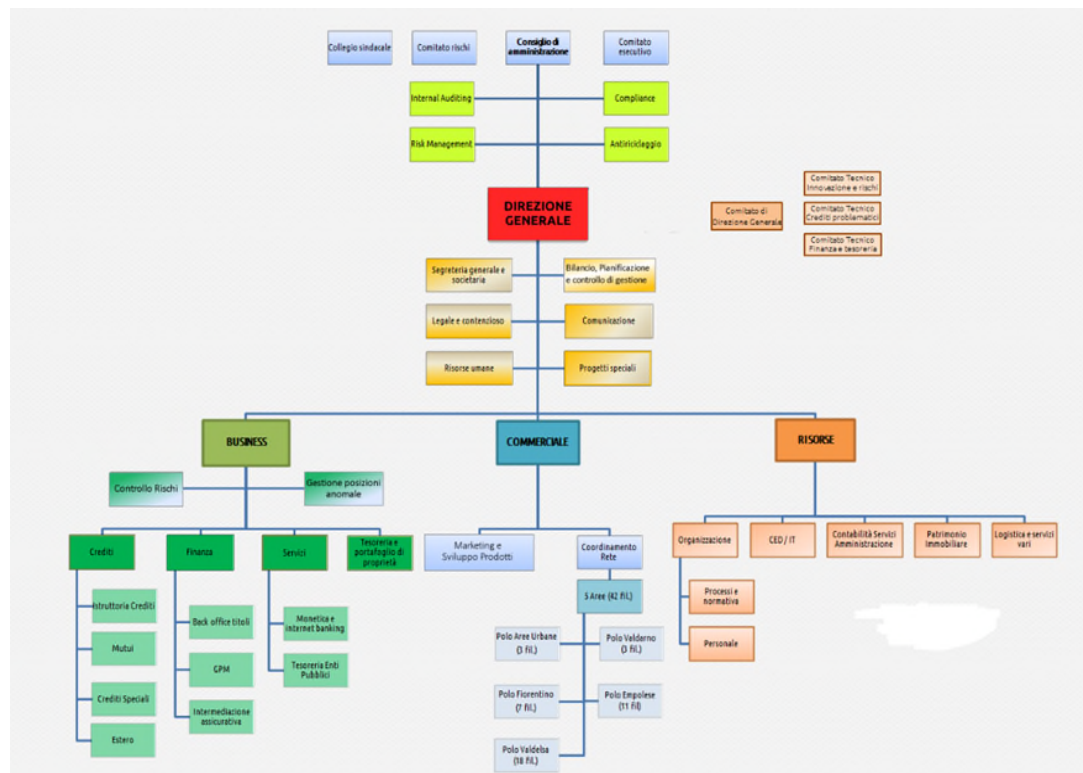 Collegio sindacale
Comitato rischi
Consiglio di
amministrazione
Comitato
esecutivo
Internal Auditing
Compliance
Risk Management
Antiriciclaggio
DIREZIONE
GENERALE
Comitato di
Direzione Generale
Comitato Tecnico
Innovazione e rischi
Comitato Tecnico
Crediti problematici
Comitato Tecnico
Finanza e tesoreria
Segreteria generale e
societaria
Bilancio, Pianificazione
e controllo di gestione
Legale e contenzioso
Comunicazione
Risorse umane
Progetti speciali
BUSINESS
COMMERCIALE
RISORSE
Controllo Rischi
Gestione posizioni
anomale
Crediti
Finanza
Servizi
Tesoreria e
portafoglio di
proprietà
Marketing e
Sviluppo Prodotti
Coordinamento
Rete
Organizzazione
CED / IT
Contabilità Servizi
Amministrazione
Patrimonio
Immobiliare
Logistica e servizi
vari
Istruttoria Crediti
Mutui
Crediti Speciali
Estero
Back office titoli
GPM
Intermediazione
assicurativa
Monetica e
internet banking
Tesoreria Enti
Pubblici
5 Aree (42 fil.)
Polo Aree Urbane
(3 fil.)
Polo Valdarno
(3 fil.)
Polo Fiorentino
(7 fil.)
Polo Empolese
(11 fil)
Polo Valdelsa
(18 fil.)
Processi e
normativa
Personale